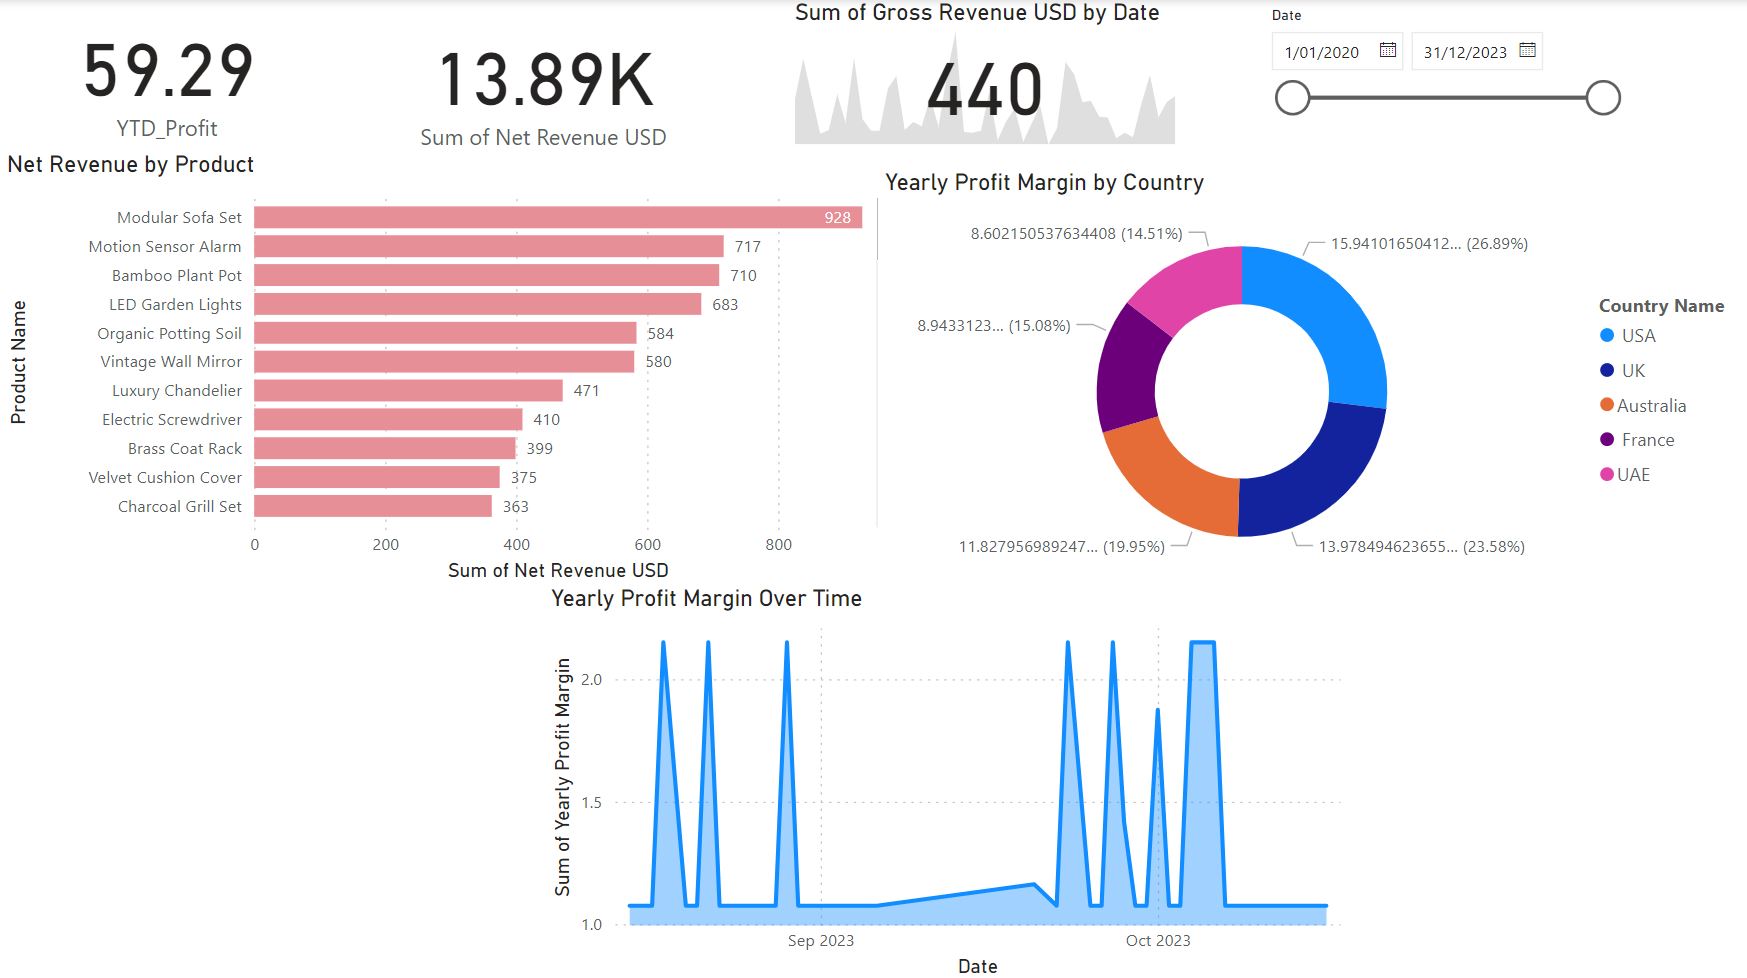 Sum of Gross Revenue USD by Date
Date
59.29
YTD_Profit
13.89K
Sum of Net Revenue USD
440
1/01/2020
31/12/2023
Net Revenue by Product
Product Name
Modular Sofa Set 928
Motion Sensor Alarm 717
Bamboo Plant Pot 710
LED Garden Lights 683
Organic Potting Soil 584
Vintage Wall Mirror 580
Luxury Chandelier 471
Electric Screwdriver 410
Brass Coat Rack 399
Velvet Cushion Cover 375
Charcoal Grill Set 363
0 200 400 600 800
Sum of Net Revenue USD
Yearly Profit Margin by Country
8.602150537634408 (14.51%)
15.94101650412... (26.89%)
8.9433123... (15.08%)
11.827956989247... (19.95%)
13.978494623655... (23.58%)
Country Name
USA
UK
Australia
France
UAE
Yearly Profit Margin Over Time
Sum of Yearly Profit Margin
2.0
1.5
1.0
Sep 2023
Oct 2023
Date